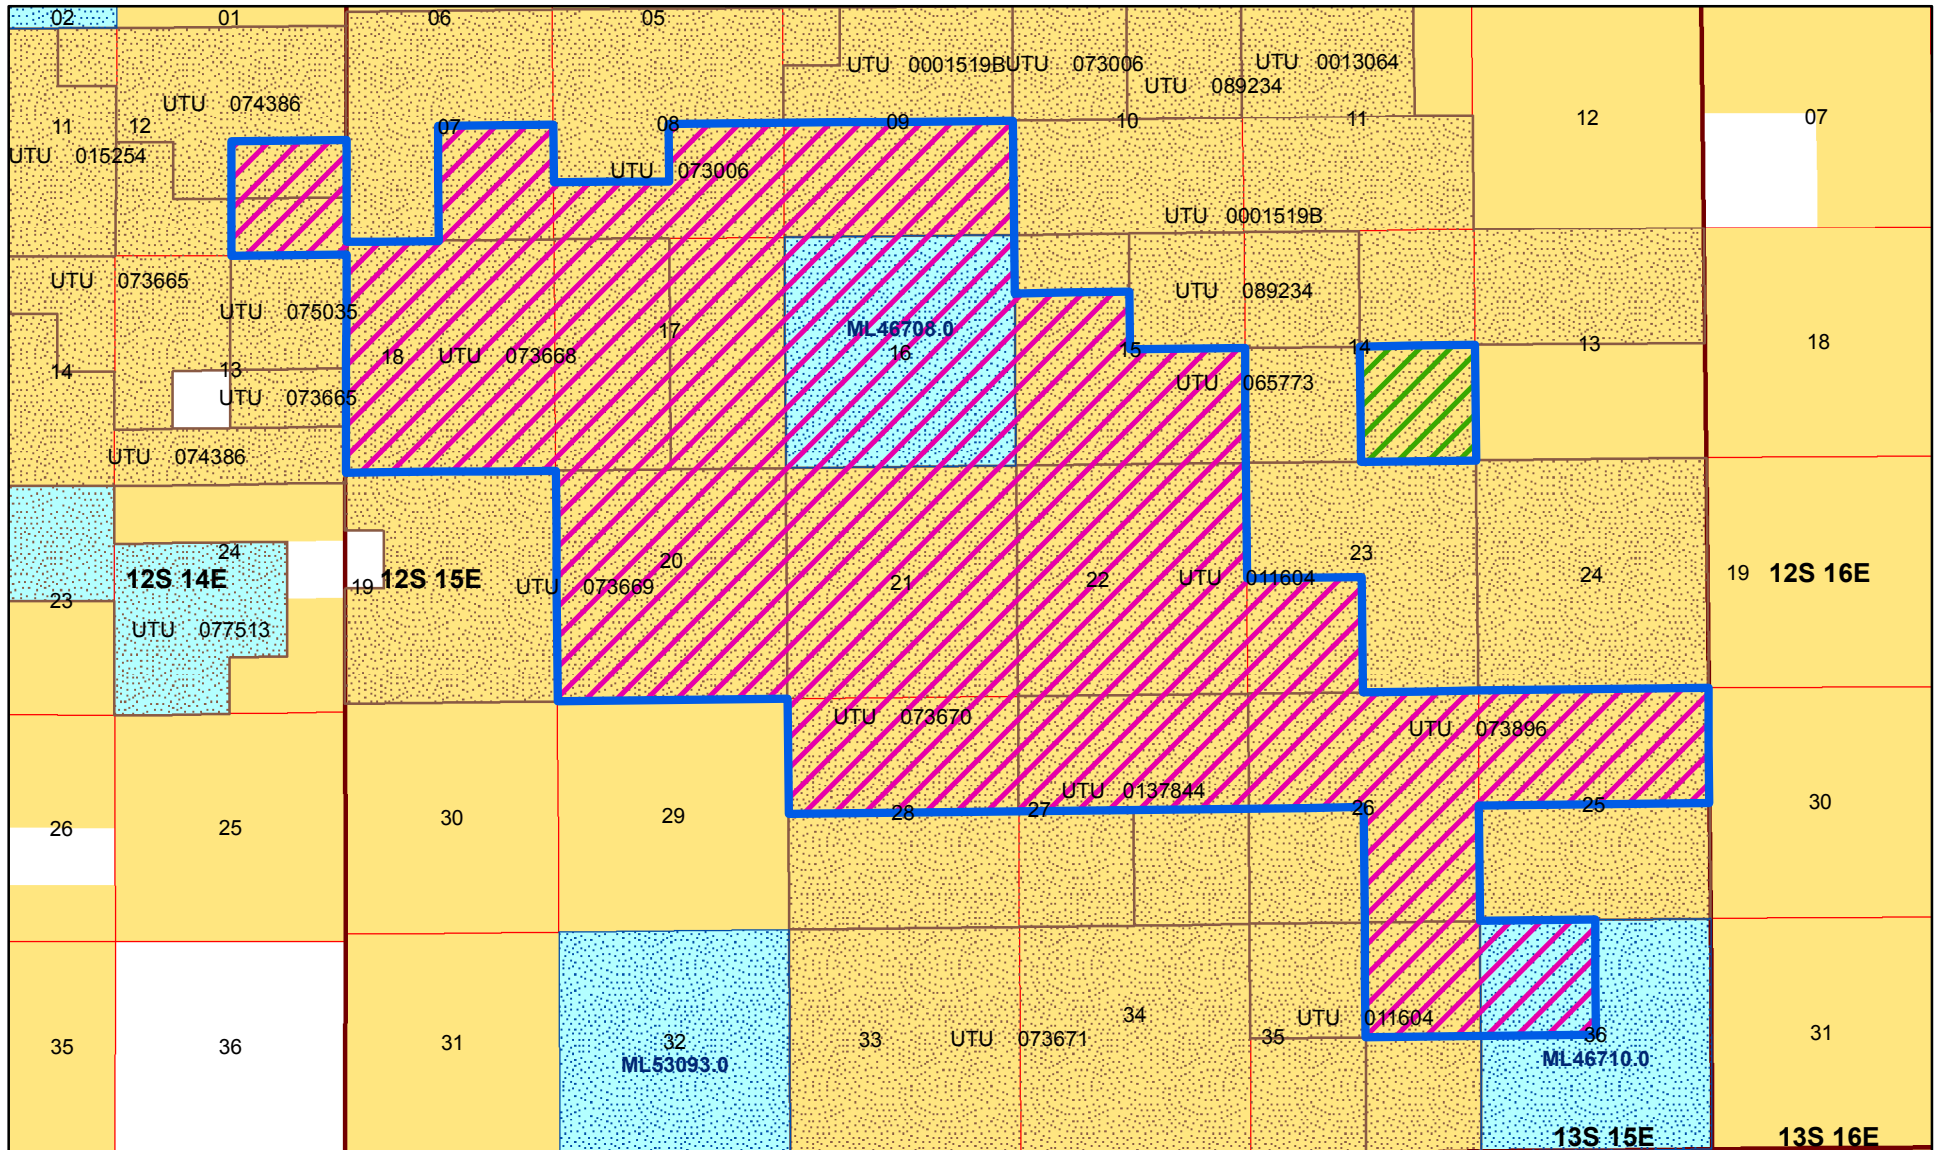 02 01 06 05
UTU 0001519B UTU 073006 UTU 0013064
UTU 089234
UTU 074386
11 12 07 08 09 10 11 12 07
UTU 015254
UTU 073006
UTU 0001519B
UTU 073665
UTU 089234
UTU 075035
ML46708.0
17
18 UTU 073668 16 15 14 13 18
14 13
UTU 065773
UTU 073665
UTU 074386
24 20 23
12S 14E 19 12S 15E UTU 073669 21 22 UTU 011604 24 19 12S 16E
23
UTU 077513
UTU 073670 UTU 073896
UTU 0137844
26 25 30 29 28 27 26 25 30
34 UTU 011604
35 36 31 32 33 UTU 073671 35 36 31
ML53093.0 ML46710.0
13S 15E 13S 16E